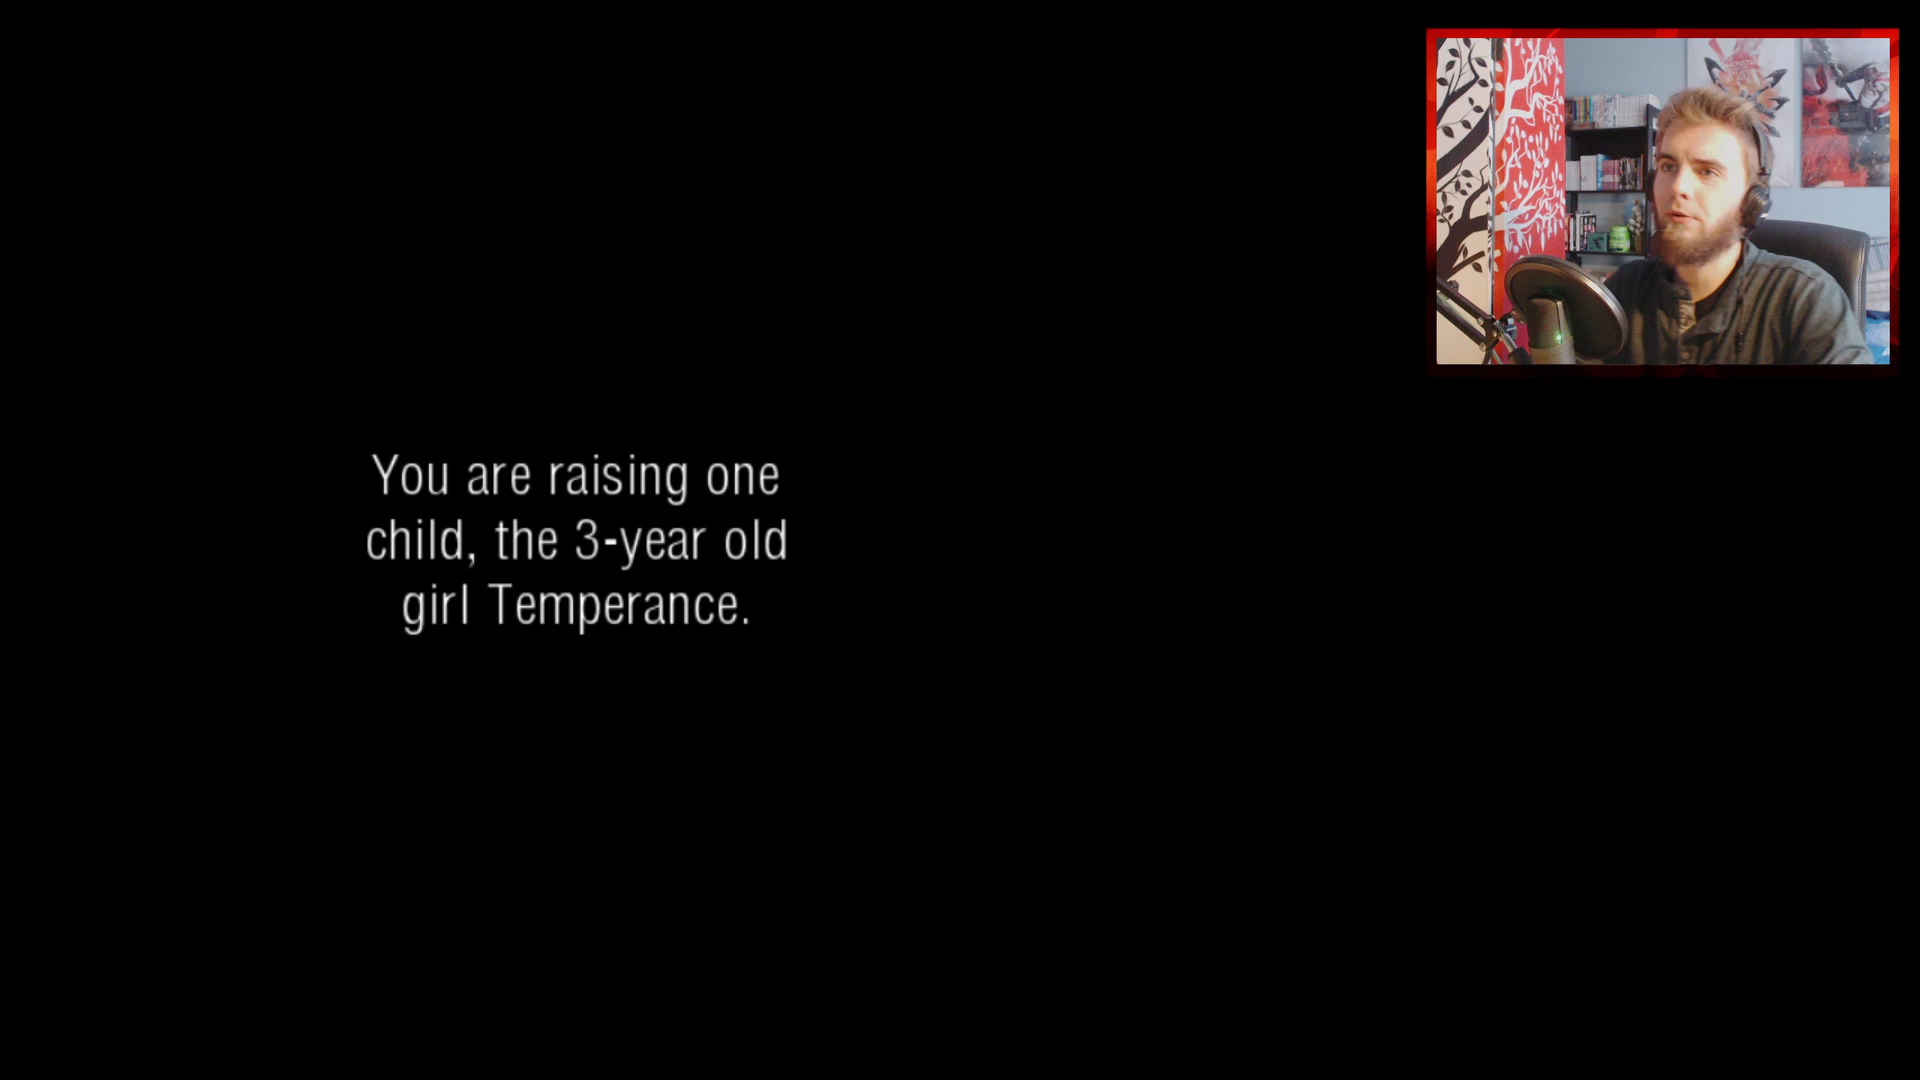 You are raising one
child, the 3-year old
girl Temperance.